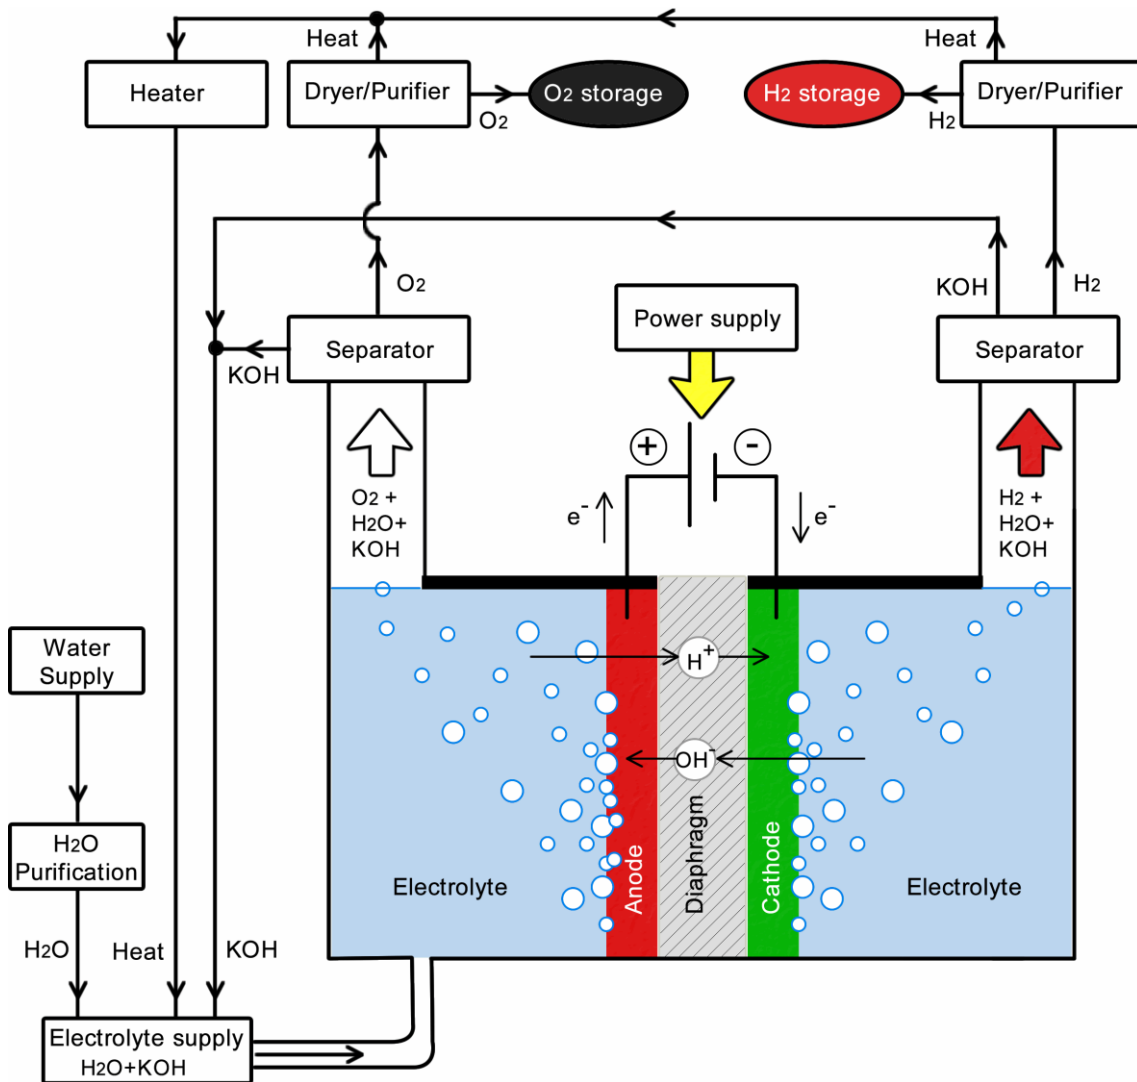 Heat
Heat
Heater
Dryer/Purifier
O2 storage
H2 storage
Dryer/Purifier
O2
H2
O2
KOH
H2
Power supply
Separator
Separator
KOH
+
-
O2 +
H2O+
KOH
e-
e-
H2 +
H2O+
KOH
Water
Supply
H+
OH-
H2O
Purification
Electrolyte
Anode
Diaphragm
Cathode
Electrolyte
H2O
Heat
KOH
Electrolyte supply
H2O+KOH